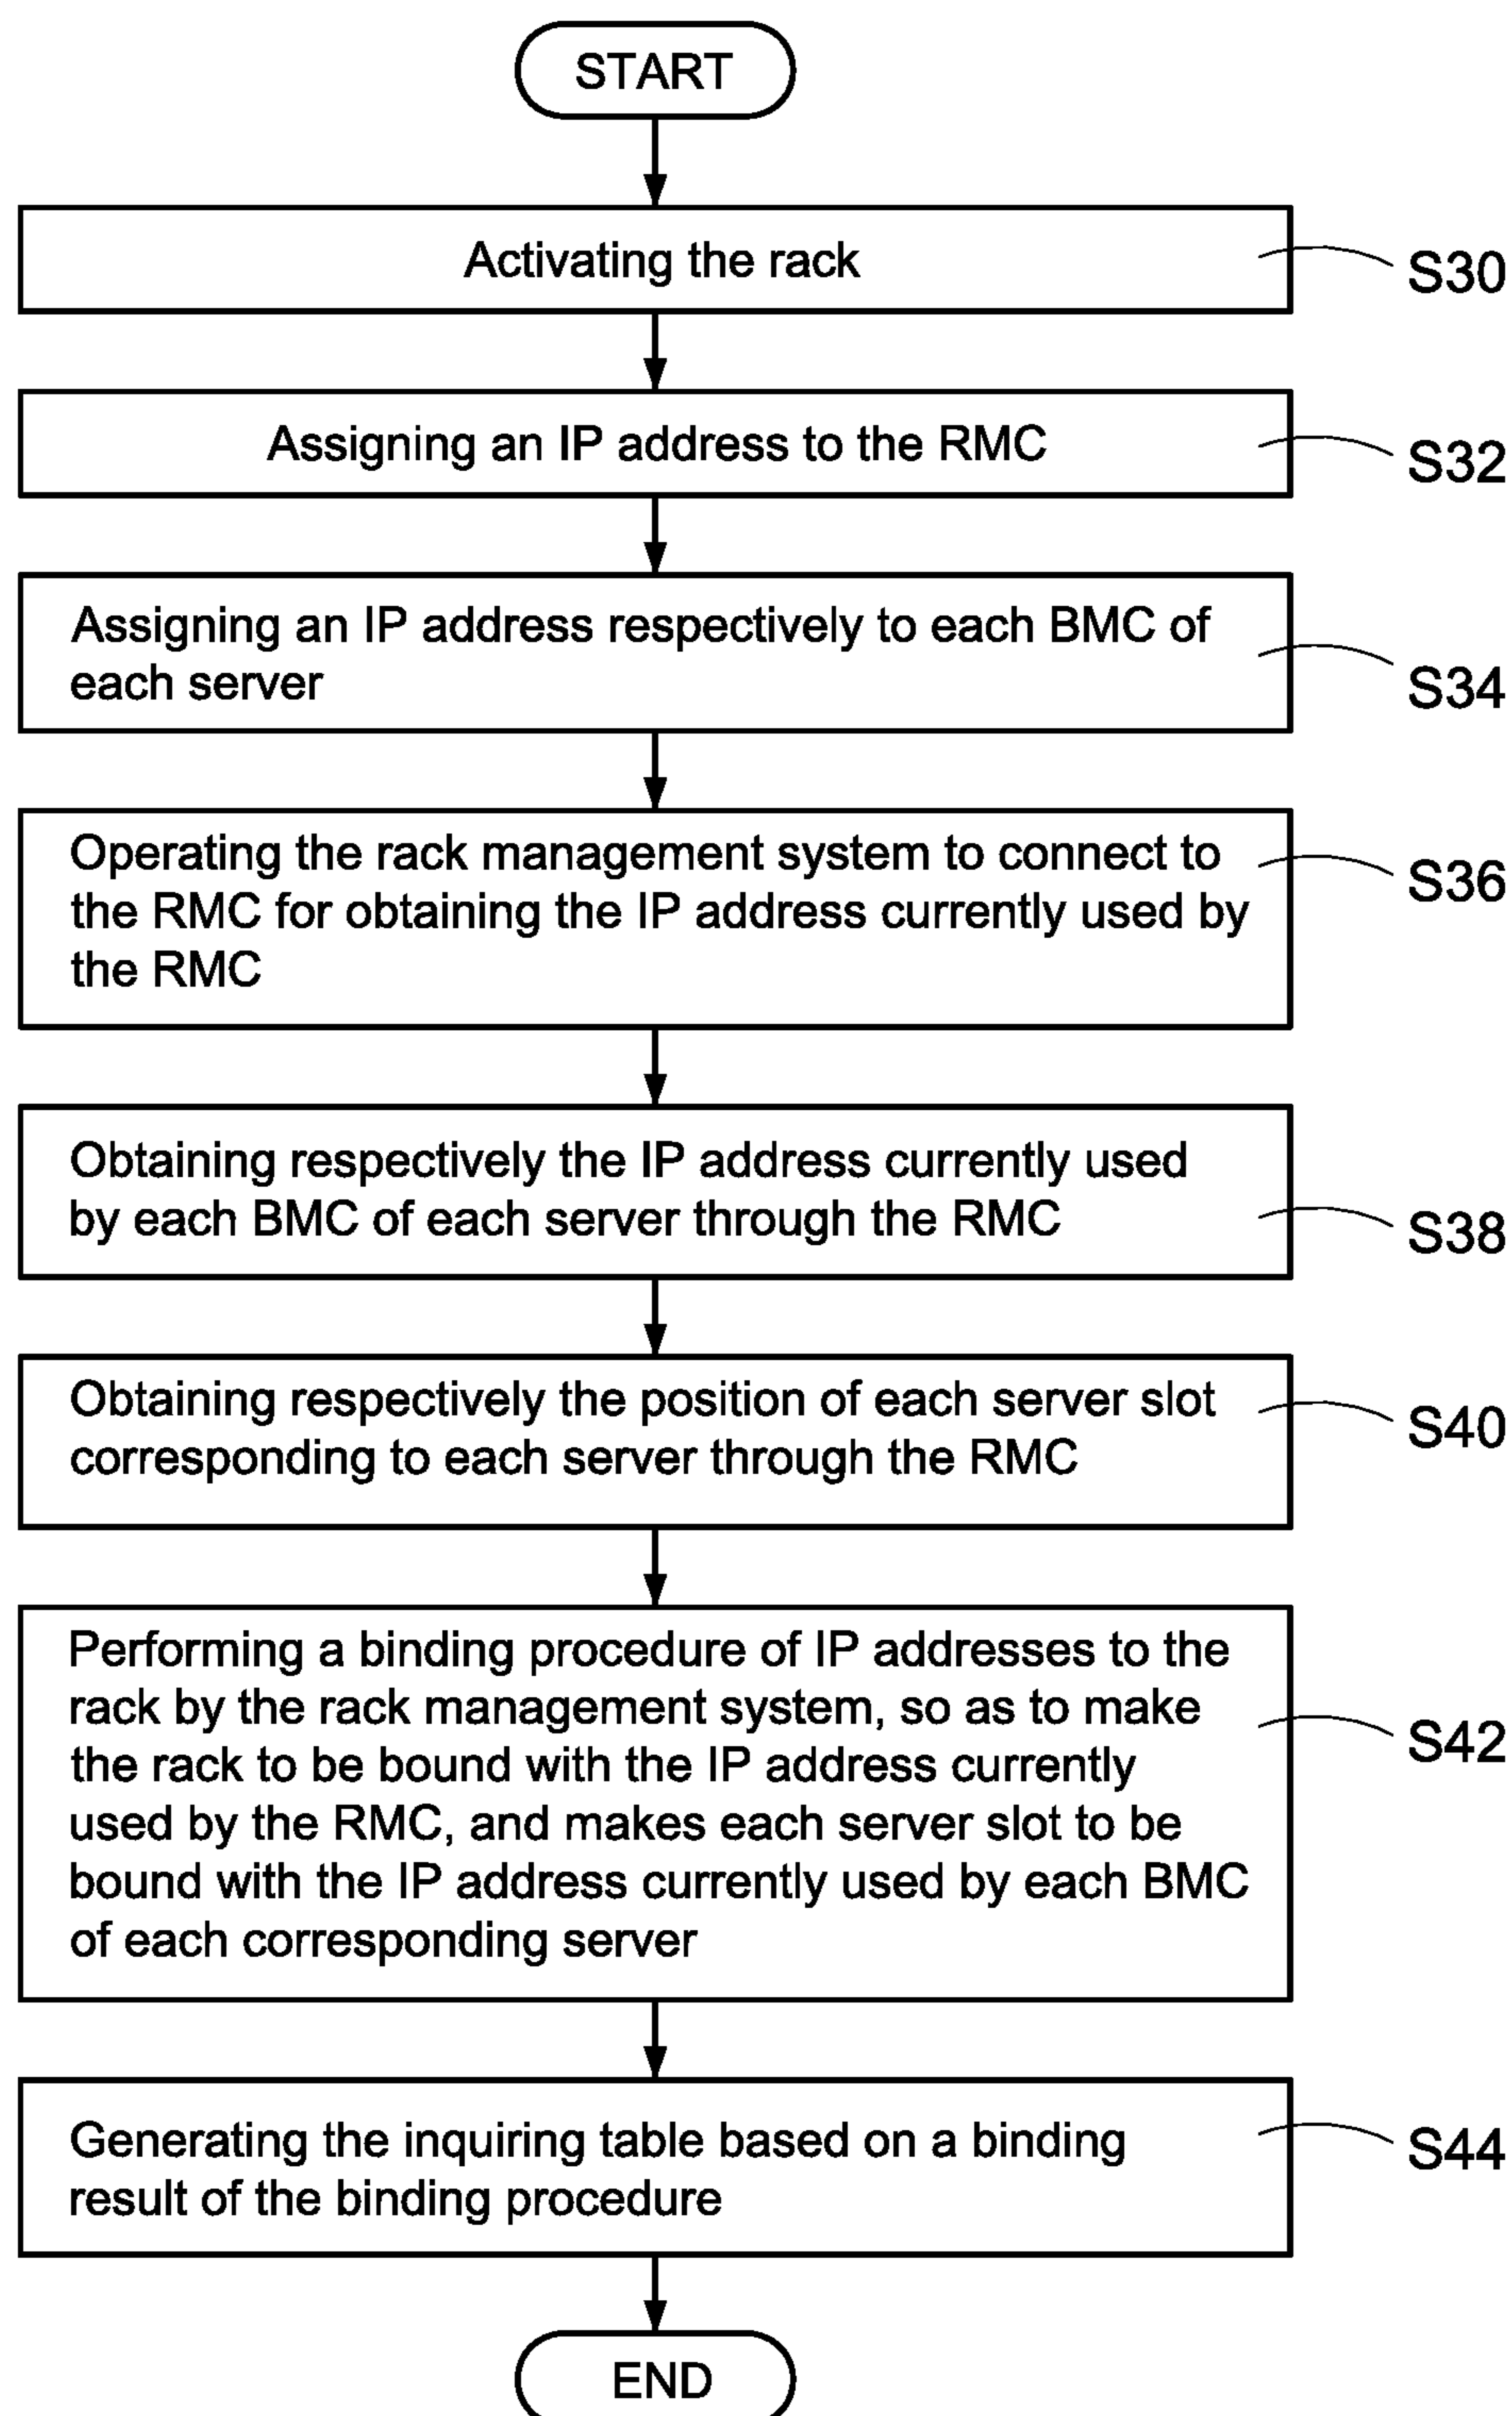 START
Activating the rack
S30
Assigning an IP address to the RMC
S32
Assigning an IP address respectively to each BMC of
each server
S34
Operating the rack management system to connect to
the RMC for obtaining the IP address currently used by
the RMC
S36
Obtaining respectively the IP address currently used
by each BMC of each server through the RMC
S38
Obtaining respectively the position of each server slot
corresponding to each server through the RMC
S40
Performing a binding procedure of IP addresses to the
rack by the rack management system, so as to make
the rack to be bound with the IP address currently
used by the RMC, and makes each server slot to be
bound with the IP address currently used by each BMC
of each corresponding server
S42
Generating the inquiring table based on a binding
result of the binding procedure
S44
END